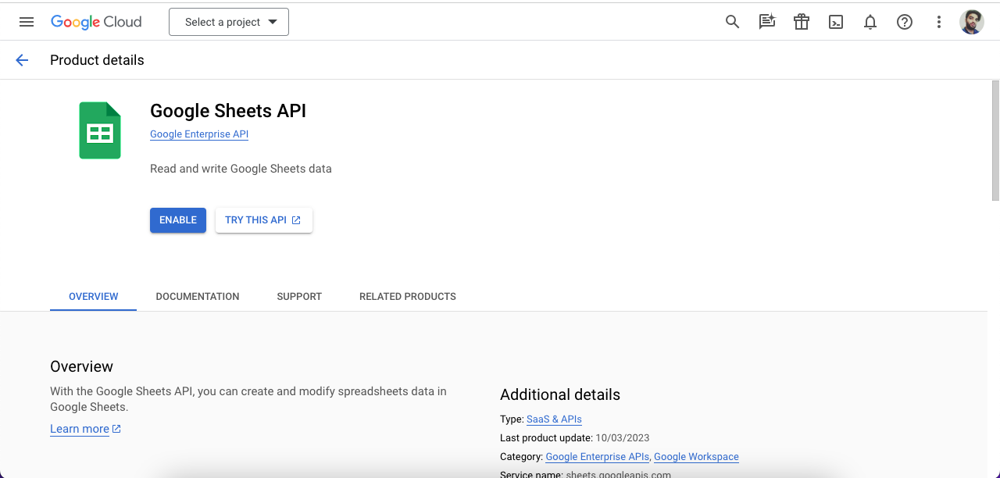 Google Cloud
Select a project
Product details
Google Sheets API
Google Enterprise API
Read and write Google Sheets data
ENABLE
TRY THIS API
OVERVIEW
DOCUMENTATION
SUPPORT
RELATED PRODUCTS
Overview
With the Google Sheets API, you can create and modify spreadsheets data in
Google Sheets.
Learn more
Additional details
Type: SaaS & APIs
Last product update: 10/03/2023
Category: Google Enterprise APIs, Google Workspace
Service name: sheets.googleapis.com